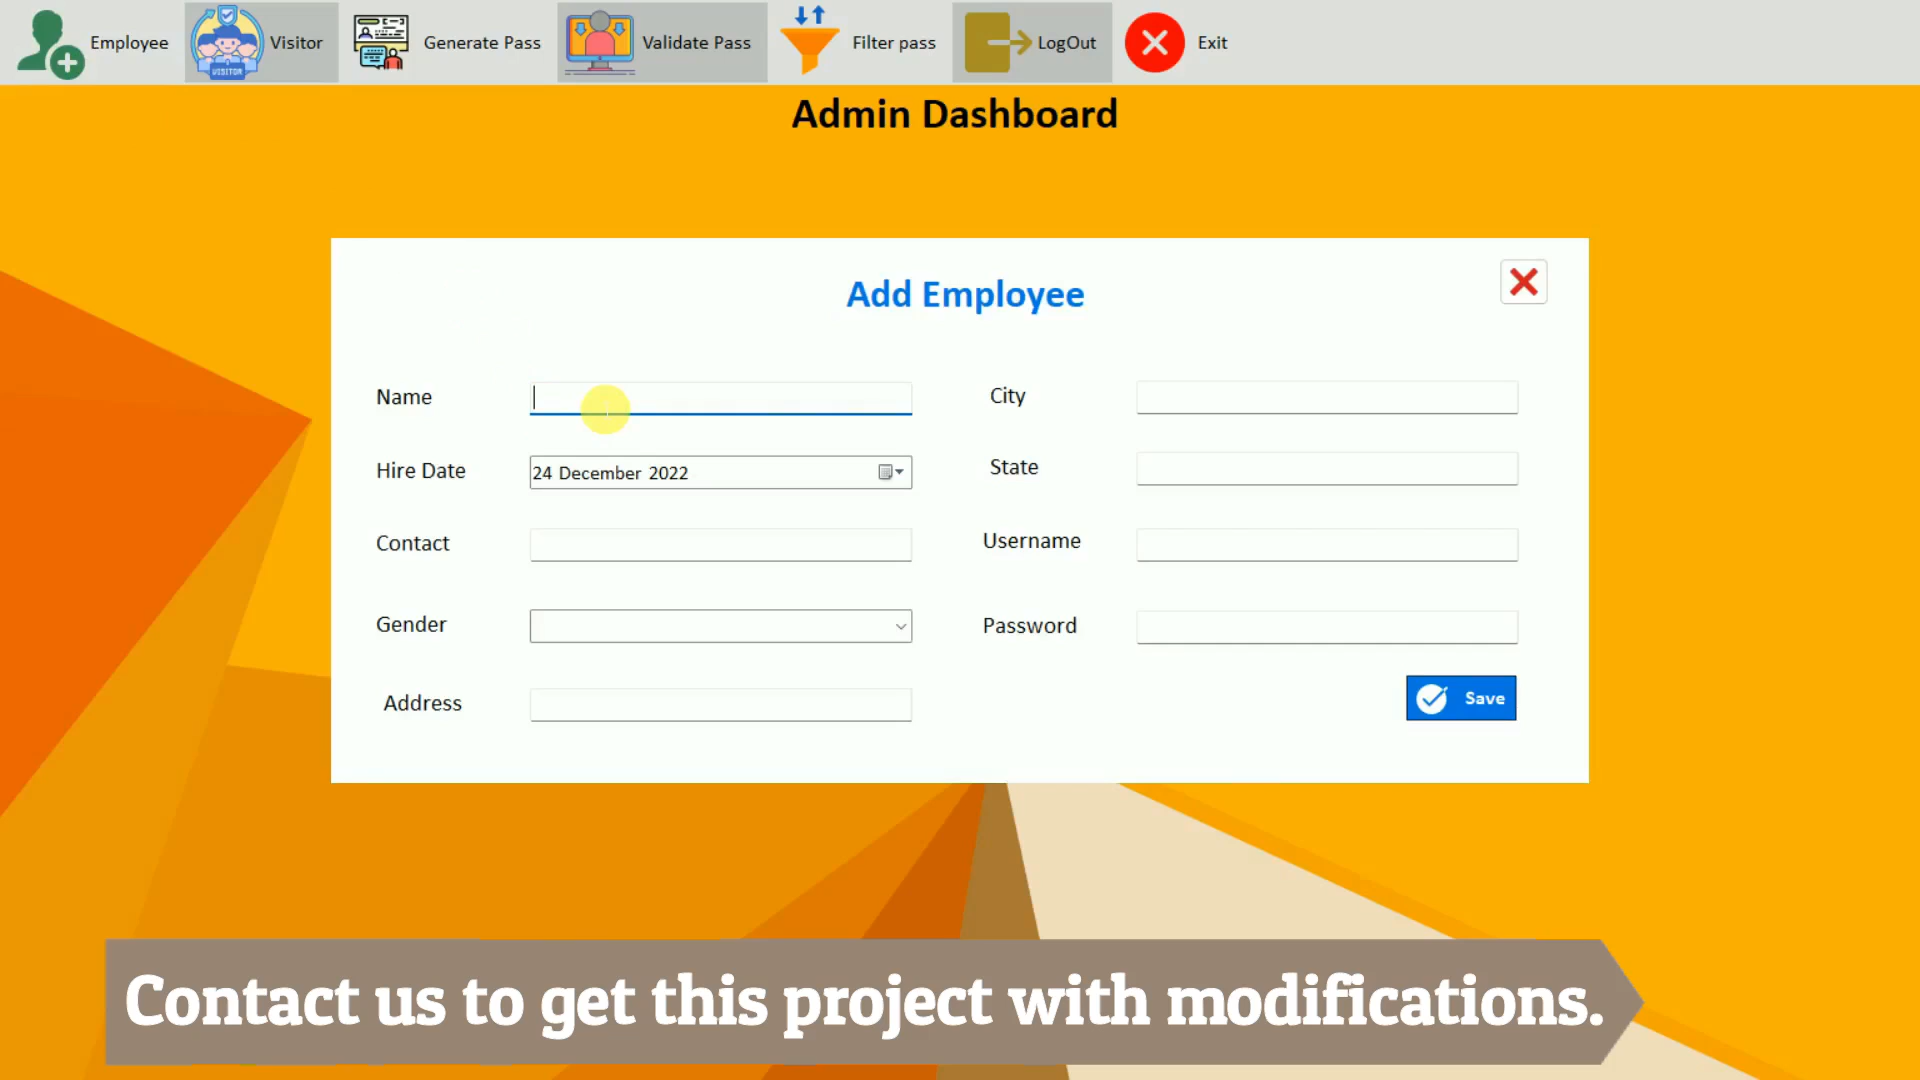 Employee
VISITOR
Visitor
Generate Pass
Validate Pass
Filter pass
LogOut
Exit
Admin Dashboard
Add Employee
Name
City
Hire Date
24 December 2022
State
Contact
Username
Gender
Password
Address
Save
Contact us to get this project with modifications.